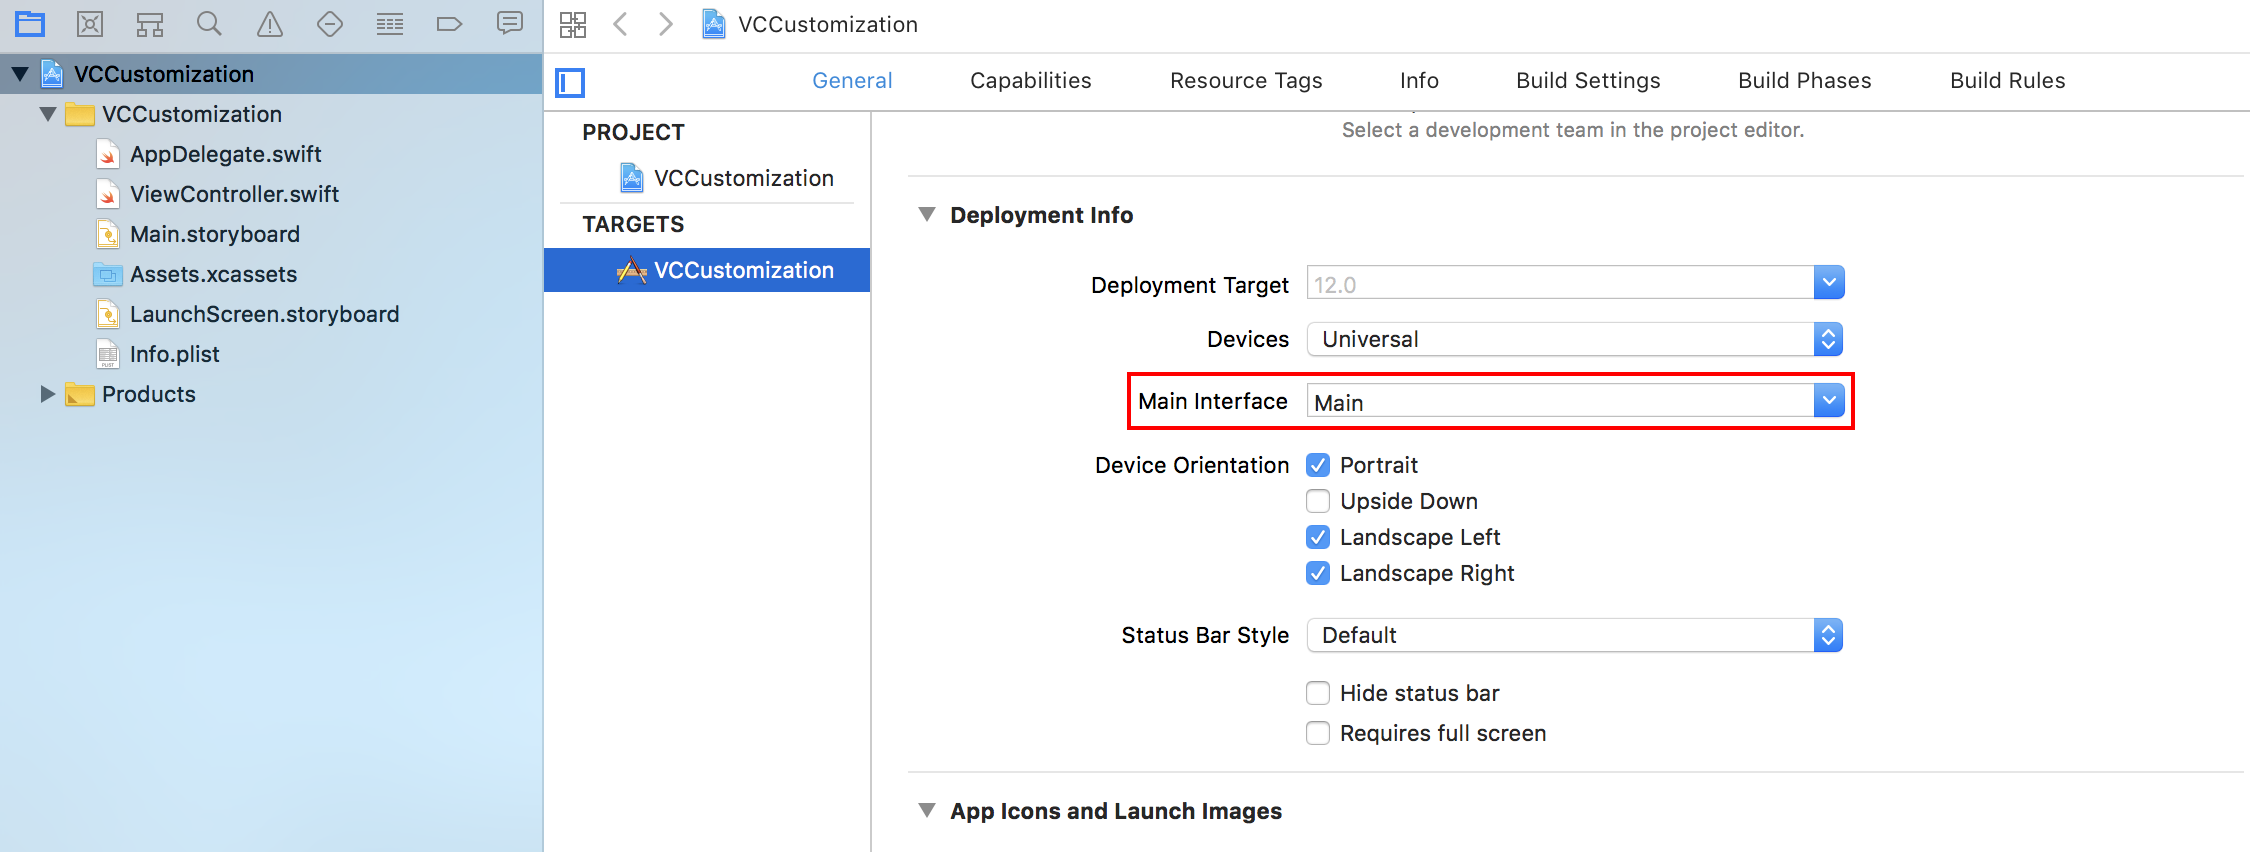 VCCustomization
VCCustomization
AppDelegate.swift
ViewController.swift
Main.storyboard
Assets.xcassets
LaunchScreen.storyboard
Info.plist
Products
VCCustomization
General Capabilities Resource Tags Info Build Settings Build Phases Build Rules
PROJECT
VCCustomization
TARGETS
VCCustomization
Select a development team in the project editor.
Deployment Info
Deployment Target 12.0
Devices Universal
Main Interface Main
Device Orientation Portrait
Upside Down
Landscape Left
Landscape Right
Status Bar Style Default
Hide status bar
Requires full screen
App Icons and Launch Images